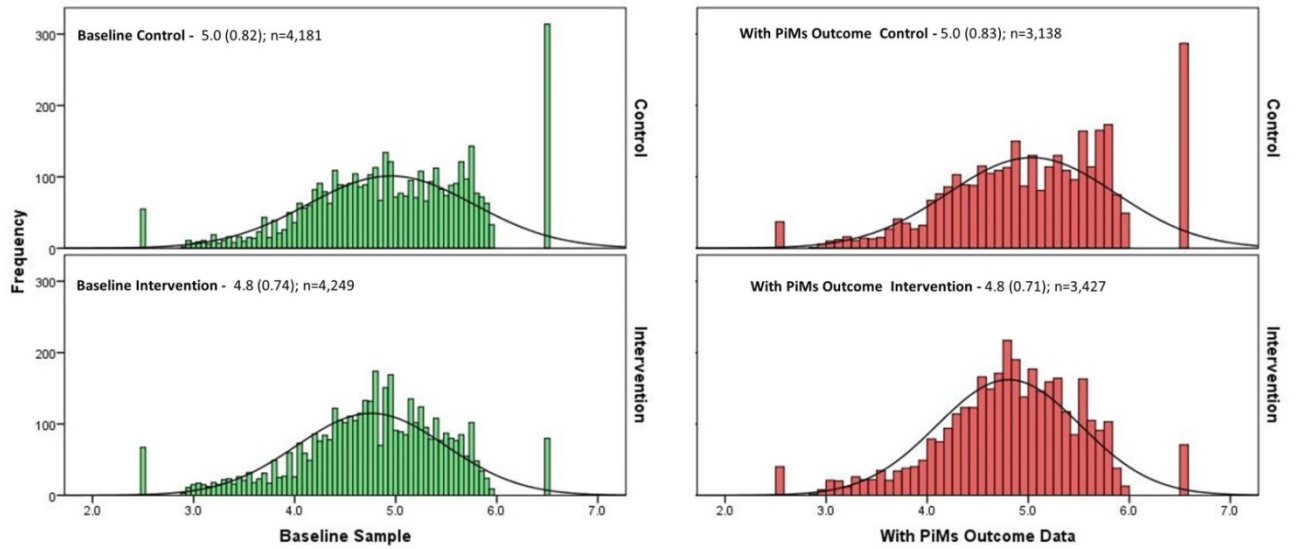 Baseline Control - 5.0 (0.82); n=4,181
With PiMs Outcome Control - 5.0 (0.83); n=3,138
300
200
100
0
Control
Control
Frequency
Baseline Intervention - 4.8 (0.74); n=4,249
With PiMs Outcome Intervention - 4.8 (0.71); n=3,427
300
200
100
0
Intervention
Intervention
2.0 3.0 4.0 5.0 6.0 7.0
2.0 3.0 4.0 5.0 6.0 7.0
Baseline Sample
With PiMs Outcome Data